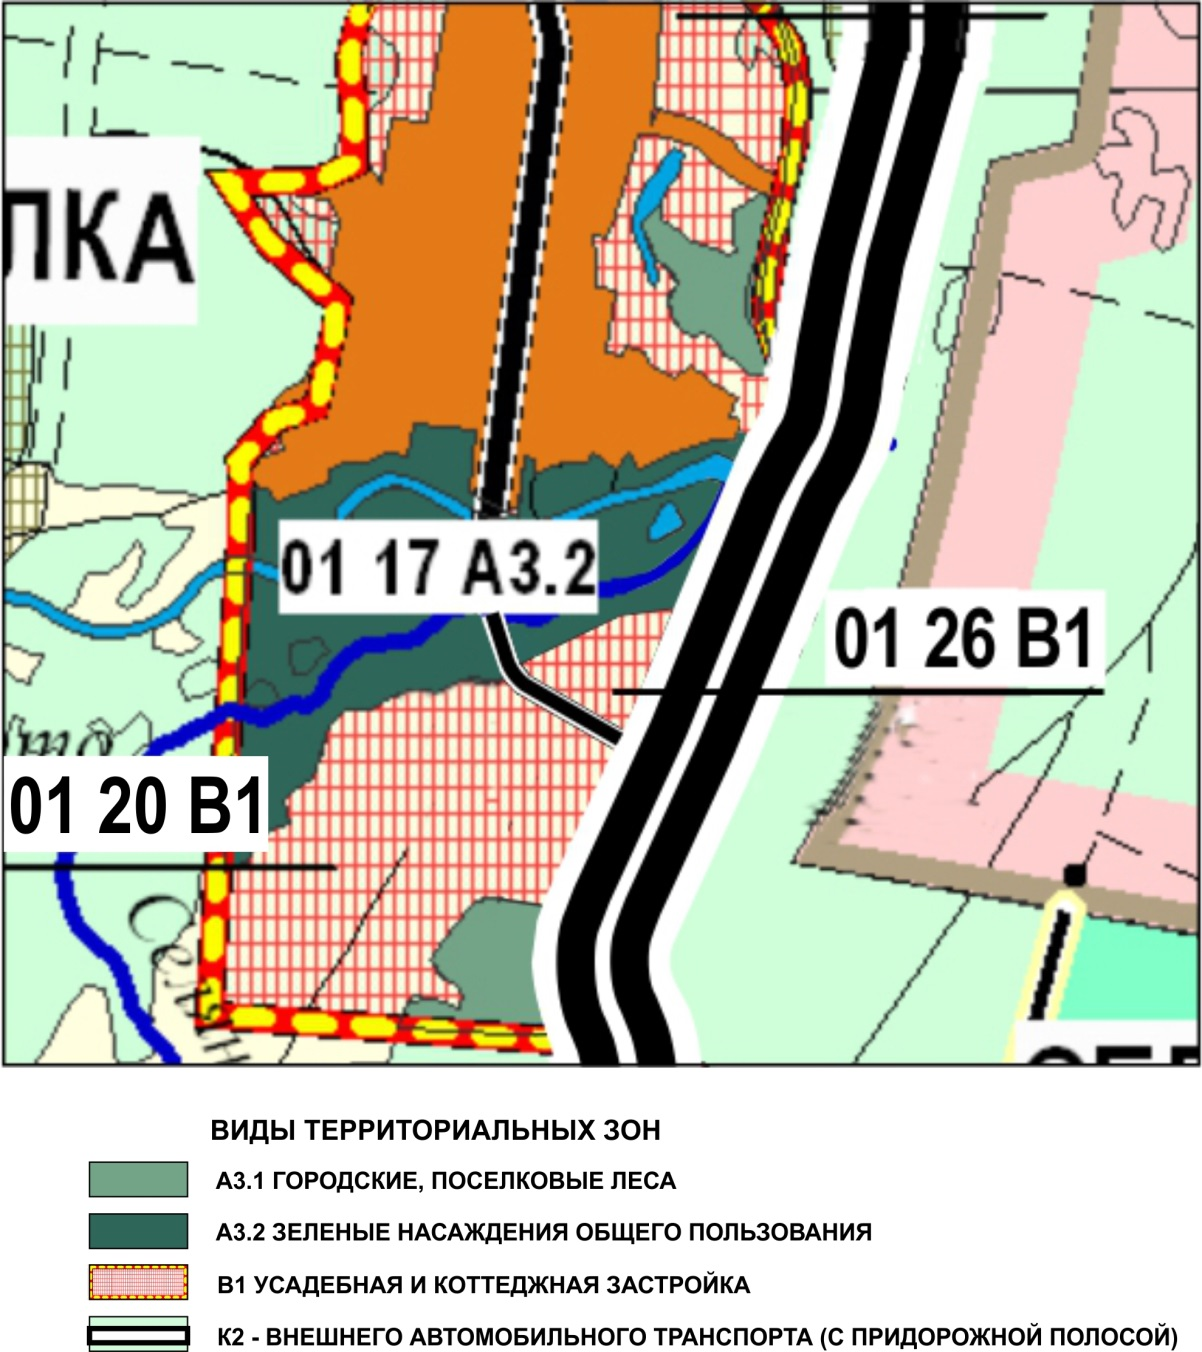 ЛКА
01 17 А3.2
01 26 В1
01 20 В1
Сельн
ВИДЫ ТЕРРИТОРИАЛЬНЫХ ЗОН
А3.1 ГОРОДСКИЕ, ПОСЕЛКОВЫЕ ЛЕСА
А3.2 ЗЕЛЕНЫЕ НАСАЖДЕНИЯ ОБЩЕГО ПОЛЬЗОВАНИЯ
В1 УСАДЕБНАЯ И КОТТЕДЖНАЯ ЗАСТРОЙКА
К2 - ВНЕШНЕГО АВТОМОБИЛЬНОГО ТРАНСПОРТА (С ПРИДОРОЖНОЙ ПОЛОСОЙ)